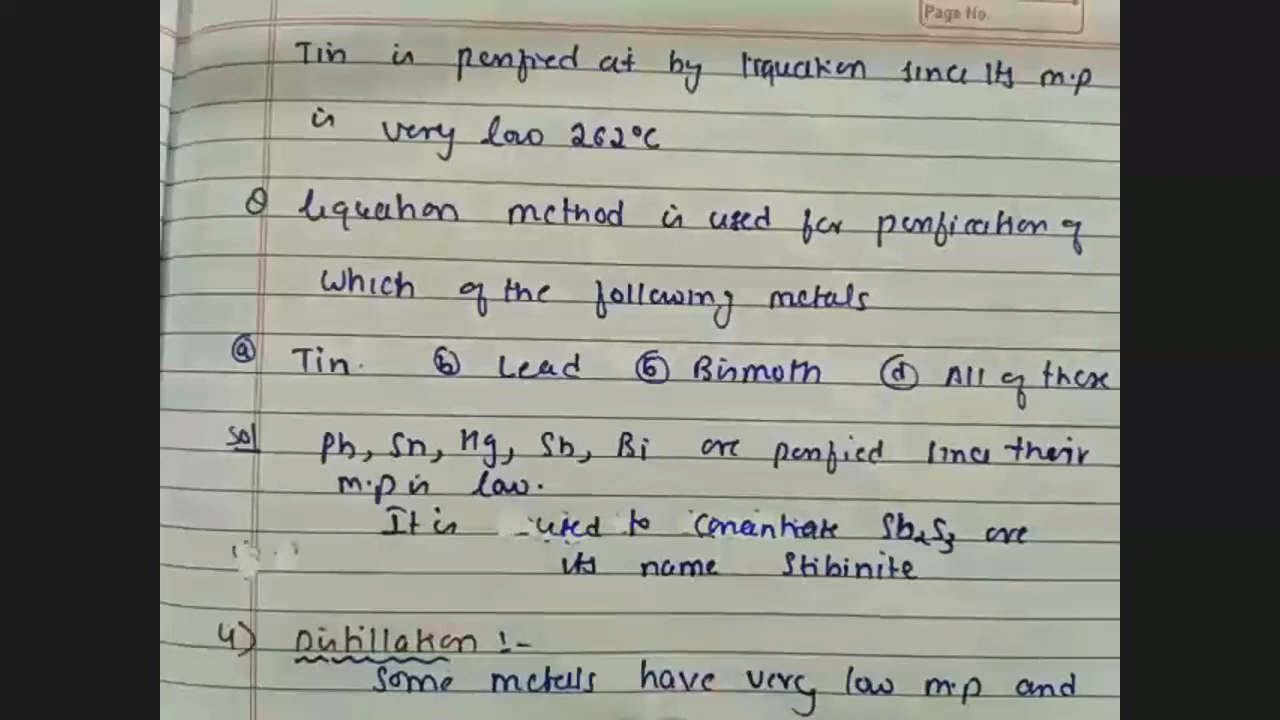 Page No.
Tin is penfied at by liquation since its m.p
is very low 262°C
Q liquation method is used for penfication of
Which of the following metals
ⓐ Tin. ⓑ Lead ⓒ Bismoth ⓓ All of these
Sol Pb, Sn, Hg, Sb, Bi are penfied since their
m.p is low.
It is used to concentrate Sb₂S₃ ore
its name Stibinite
4) Distillation :-
Some metals have very low m.p and